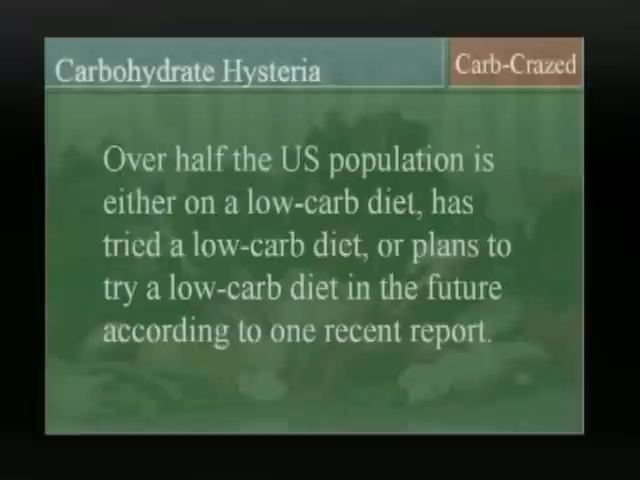 Carbohydrate Hysteria
Carb-Crazed
Over half the US population is
either on a low-carb diet, has
tried a low-carb diet, or plans to
try a low-carb diet in the future
according to one recent report.